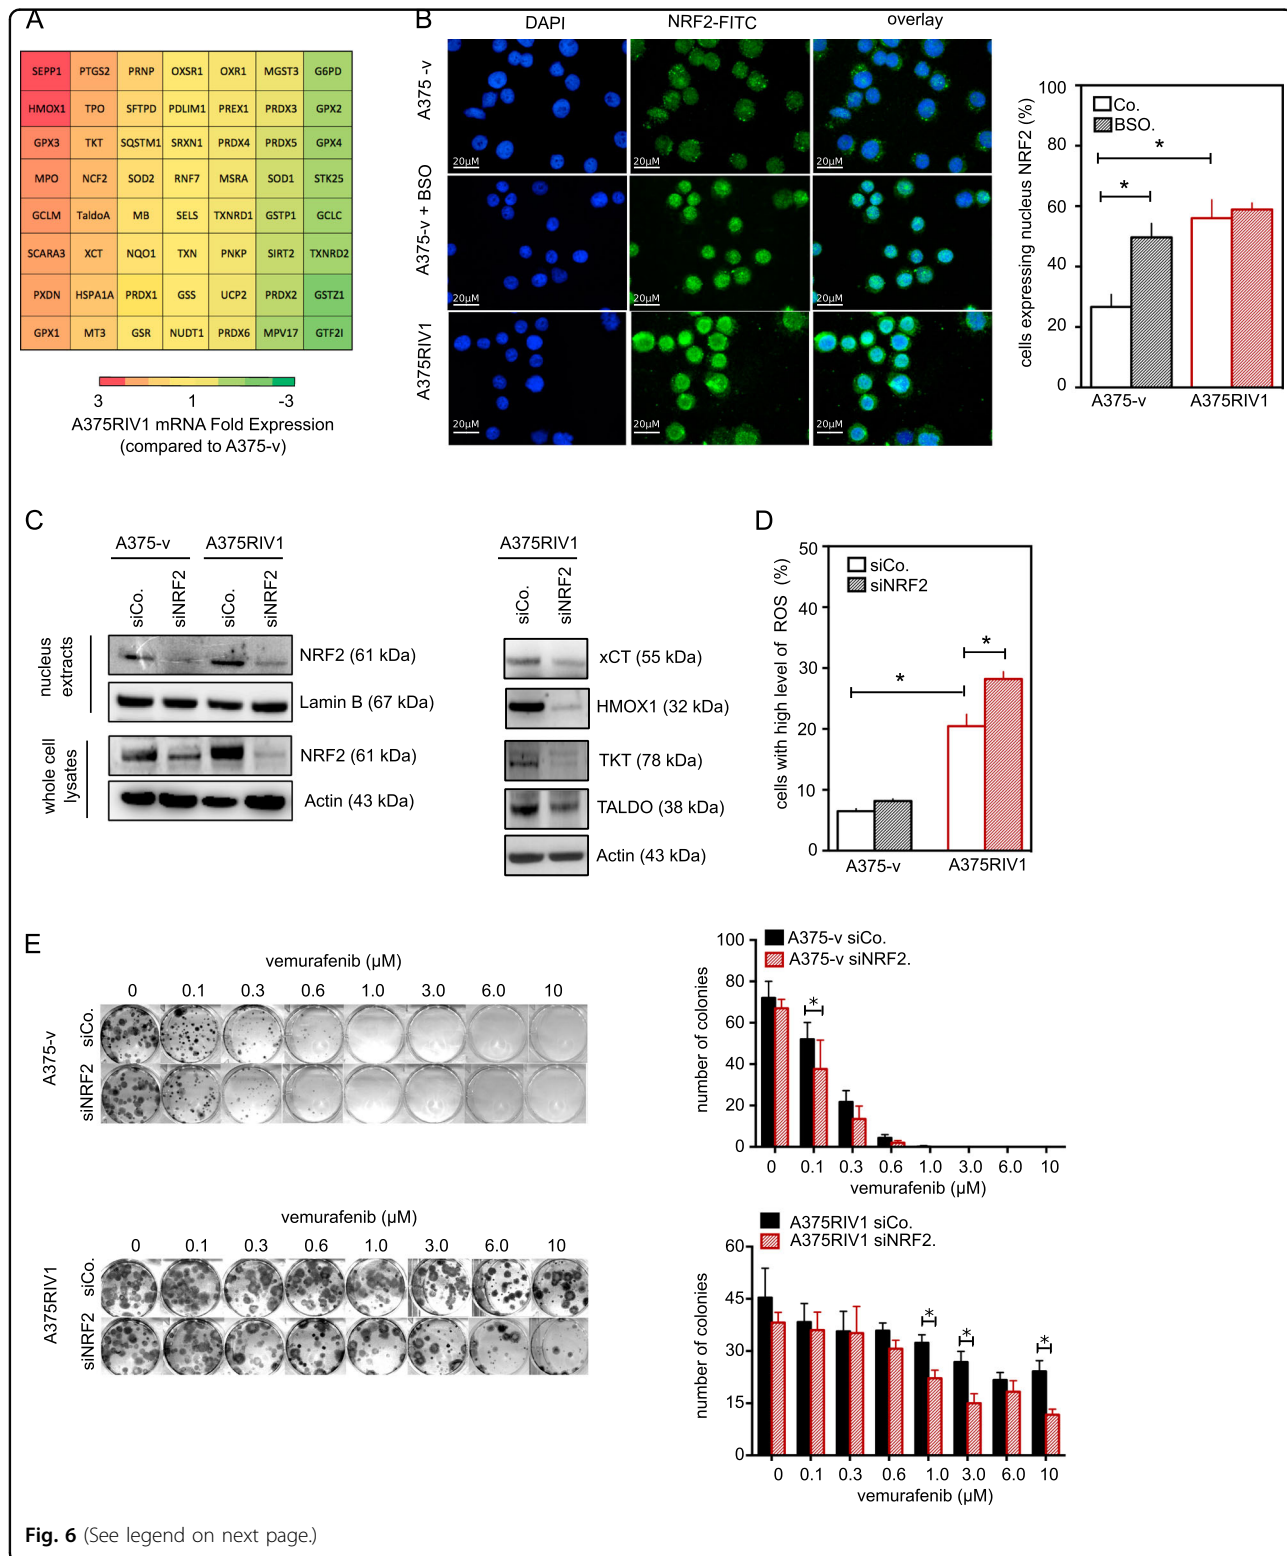 A
SEPP1 PTGS2 PRNP OXSR1 OXR1 MGST3 G6PD
HMOX1 TPO SFTPD PDLIM1 PREX1 PRDX3 GPX2
GPX3 TKT SQSTM1 SRXN1 PRDX4 PRDX5 GPX4
MPO NCF2 SOD2 RNF7 MSRA SOD1 STK25
GCLM TaldoA MB SELS TXNRD1 GSTP1 GCLC
SCARA3 XCT NQO1 TXN PNKP SIRT2 TXNRD2
PXDN HSPA1A PRDX1 GSS UCP2 PRDX2 GSTZ1
GPX1 MT3 GSR NUDT1 PRDX6 MPV17 GTF2I
3 1 -3
A375RIV1 mRNA Fold Expression
(compared to A375-v)
B
DAPI NRF2-FITC overlay
A375 -v
20µM 20µM 20µM
A375-v + BSO
20µM 20µM 20µM
A375RIV1
20µM 20µM 20µM
cells expressing nucleus NRF2 (%)
100
80
60
40
20
0
Co.
BSO.
*
*
A375-v A375RIV1
C
A375-v A375RIV1
siCo. siNRF2 siCo. siNRF2
nucleus
extracts
NRF2 (61 kDa)
Lamin B (67 kDa)
whole cell
lysates
NRF2 (61 kDa)
Actin (43 kDa)
A375RIV1
siCo. siNRF2
xCT (55 kDa)
HMOX1 (32 kDa)
TKT (78 kDa)
TALDO (38 kDa)
Actin (43 kDa)
D
cells with high level of ROS (%)
50
40
30
20
10
0
siCo.
siNRF2
*
*
A375-v A375RIV1
E
vemurafenib (µM)
0 0.1 0.3 0.6 1.0 3.0 6.0 10
A375-v
siCo.
siNRF2
number of colonies
100
80
60
40
20
0
A375-v siCo.
A375-v siNRF2.
*
0 0.1 0.3 0.6 1.0 3.0 6.0 10
vemurafenib (µM)
vemurafenib (µM)
0 0.1 0.3 0.6 1.0 3.0 6.0 10
A375RIV1
siCo.
siNRF2
number of colonies
60
45
30
15
0
A375RIV1 siCo.
A375RIV1 siNRF2.
* * *
0 0.1 0.3 0.6 1.0 3.0 6.0 10
vemurafenib (µM)
Fig. 6 (See legend on next page.)